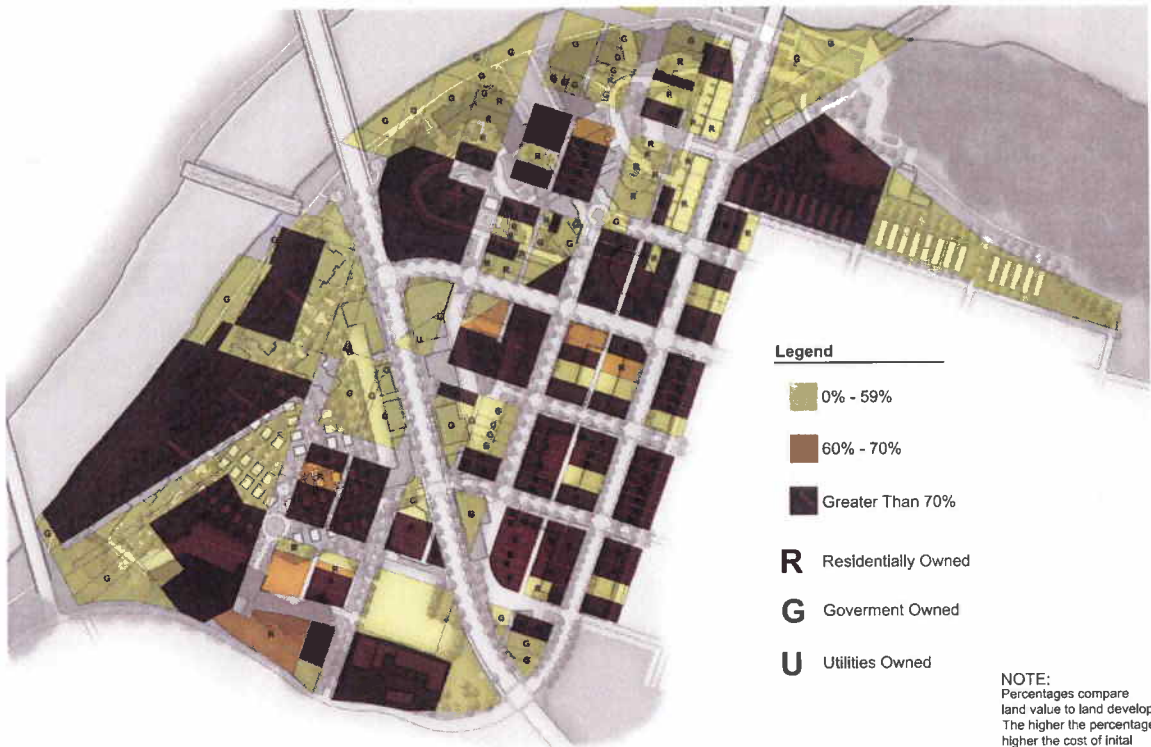 Legend
0% - 59%
60% - 70%
Greater Than 70%
R Residentially Owned
G Goverment Owned
U Utilities Owned
NOTE:
Percentages compare
land value to land develop
The higher the percentage
higher the cost of inital